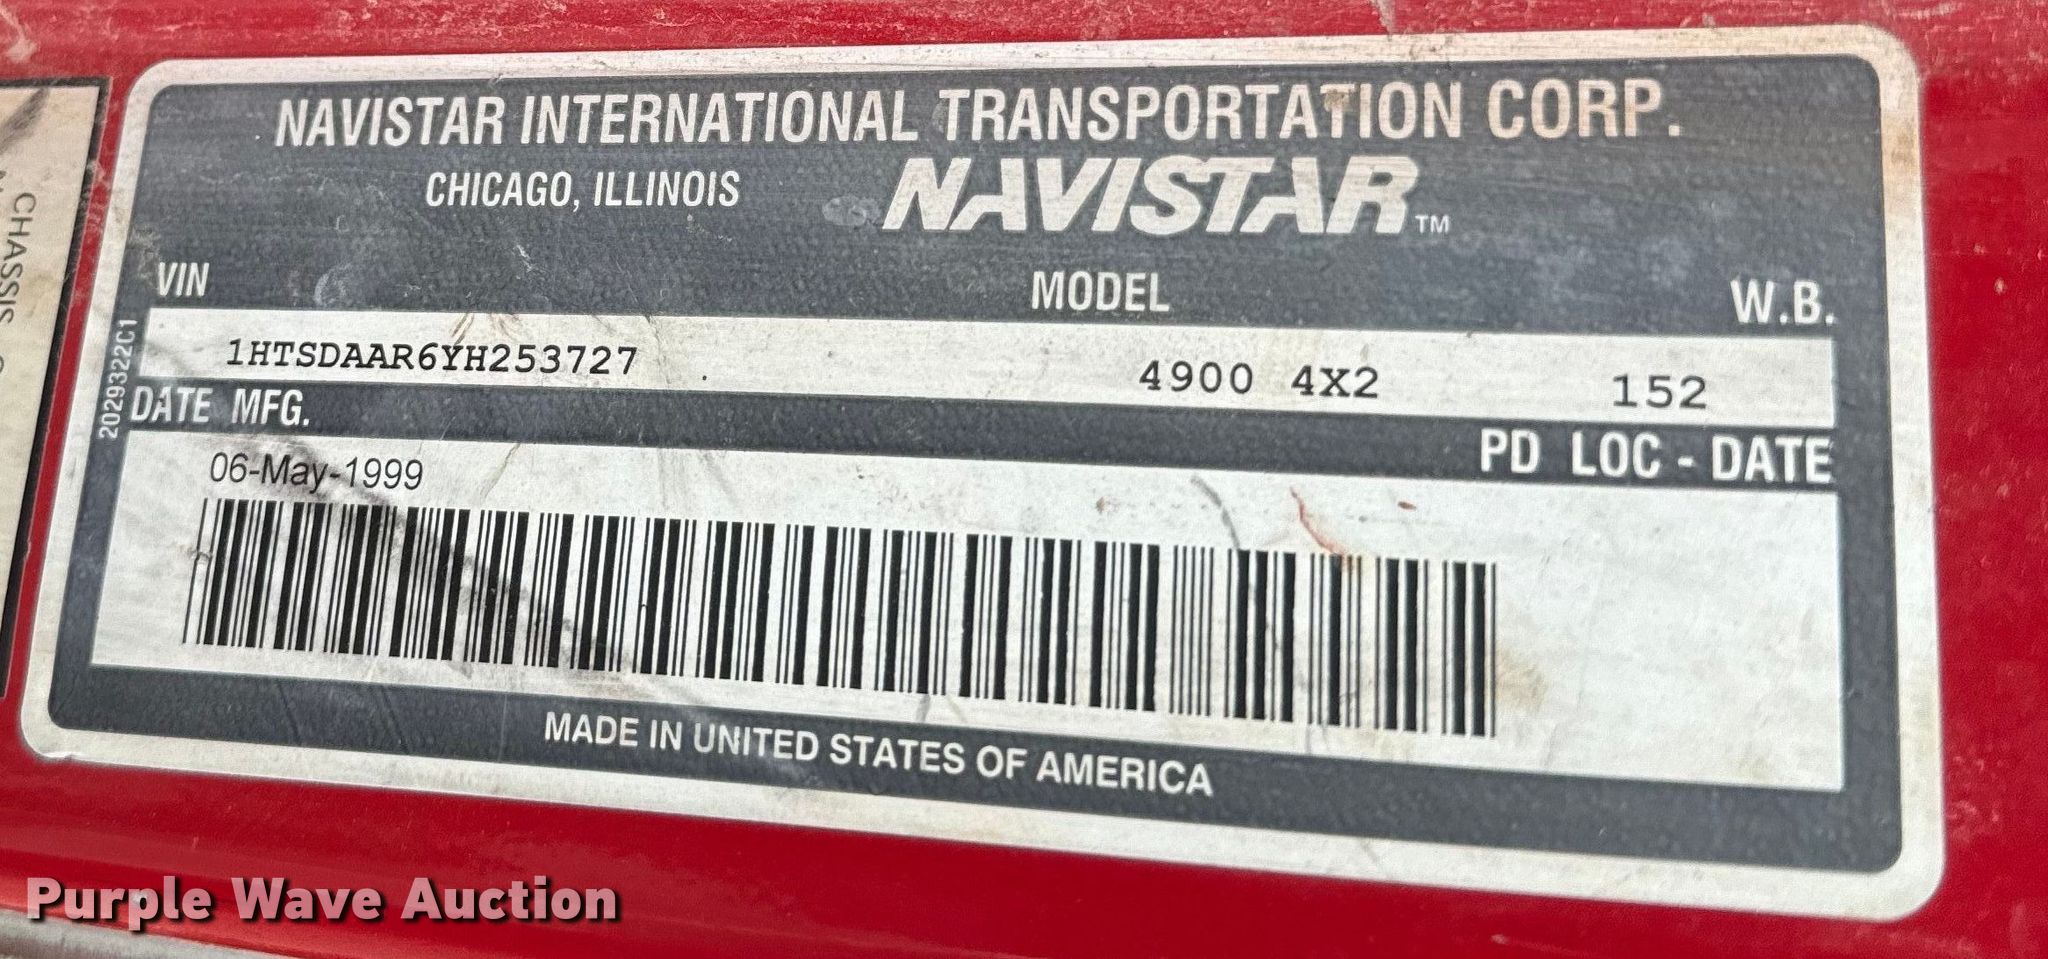 NAVISTAR INTERNATIONAL TRANSPORTATION CORP.
CHICAGO, ILLINOIS NAVISTAR™
VIN MODEL W.B.
1HTSDAAR6YH253727 4900 4X2 152
2029322C1
DATE MFG. PD LOC - DATE
06-May-1999
MADE IN UNITED STATES OF AMERICA
CHASSIS
Purple Wave Auction